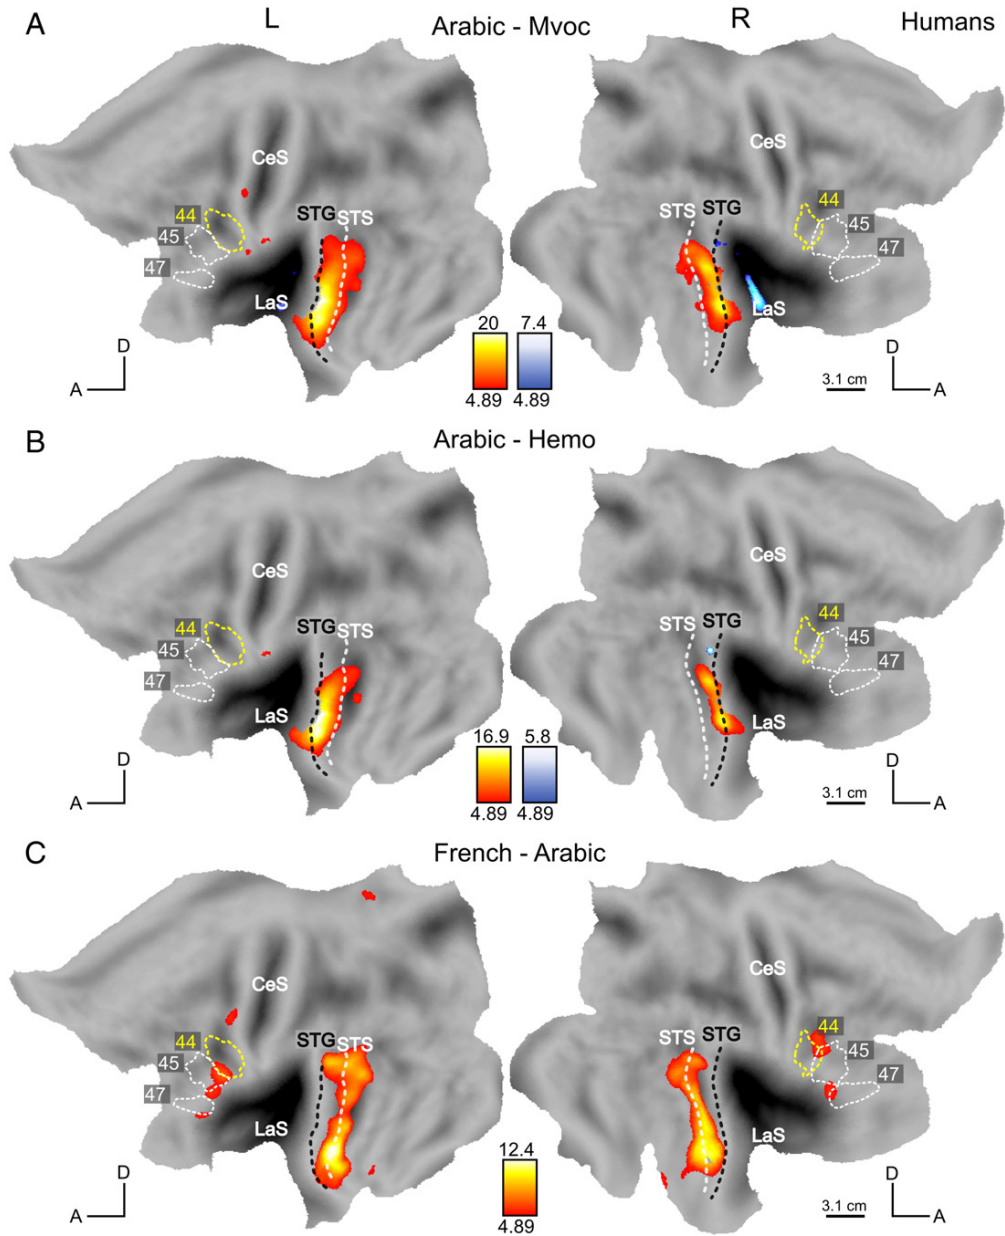 A
L
Arabic - Mvoc
R
Humans
CeS
CeS
44
45
47
STG
STS
STS
STG
44
45
47
LaS
LaS
20
7.4
4.89
4.89
D
A
D
A
3.1 cm
B
Arabic - Hemo
CeS
CeS
44
45
47
STG
STS
STS
STG
44
45
47
LaS
LaS
16.9
5.8
4.89
4.89
D
A
D
A
3.1 cm
C
French - Arabic
CeS
CeS
44
45
47
STG
STS
STS
STG
44
45
47
LaS
LaS
12.4
4.89
D
A
D
A
3.1 cm